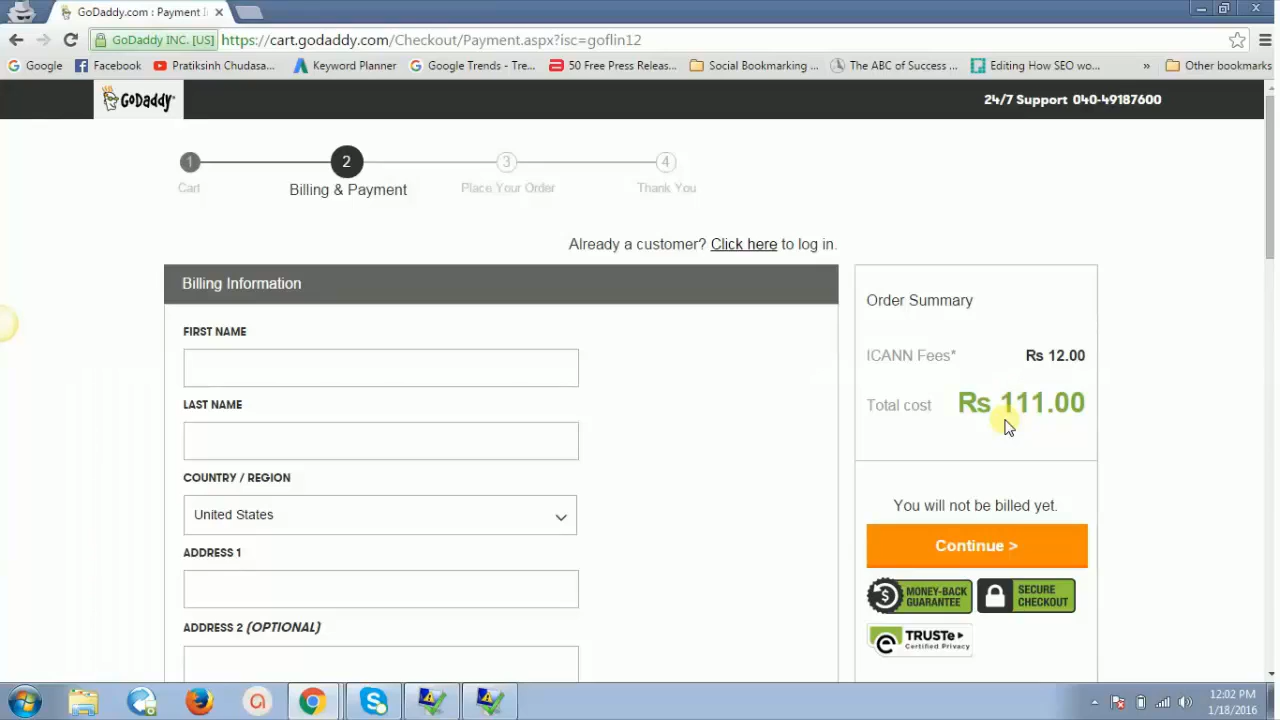 GoDaddy.com : Payment I
GoDaddy INC. [US] https://cart.godaddy.com/Checkout/Payment.aspx?isc=goflin12
Google Facebook Pratiksinh Chudasa... Keyword Planner Google Trends - Tre... 50 Free Press Releas... Social Bookmarking ... The ABC of Success ... Editing How SEO wo... » Other bookmarks
GoDaddy 24/7 Support 040-49187600
1 2 3 4
Cart Billing & Payment Place Your Order Thank You
Already a customer? Click here to log in.
Billing Information
FIRST NAME
LAST NAME
COUNTRY / REGION
United States
ADDRESS 1
ADDRESS 2 (OPTIONAL)
Order Summary
ICANN Fees* Rs 12.00
Total cost Rs 111.00
You will not be billed yet.
Continue >
MONEY-BACK GUARANTEE
SECURE CHECKOUT
TRUSTe
Certified Privacy
12:02 PM
1/18/2016